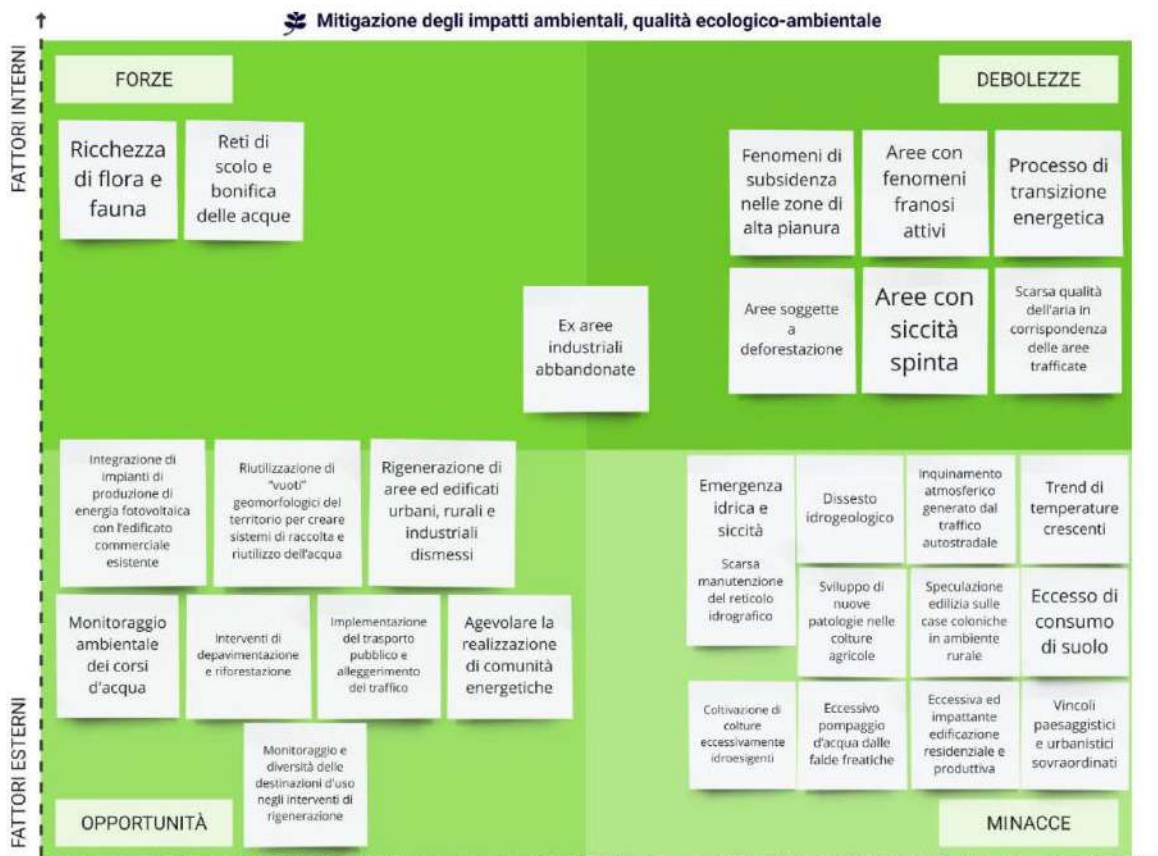 Mitigazione degli impatti ambientali, qualità ecologico-ambientale
FATTORI INTERNI
FORZE
DEBOLEZZE
Ricchezza
di flora e
fauna
Reti di
scolo e
bonifica
delle acque
Fenomeni di
subsidenza
nelle zone di
alta pianura
Aree con
fenomeni
franosi
attivi
Processo di
transizione
energetica
Aree soggette
a
deforestazione
Aree con
siccità
spinta
Scarsa qualità
dell'aria in
corrispondenza
delle aree
trafficate
Ex aree
industriali
abbandonate
FATTORI ESTERNI
Integrazione di
impianti di
produzione di
energia fotovoltaica
con l'edificato
commerciale
esistente
Riutilizzazione di
"vuoti"
geomorfologici del
territorio per creare
sistemi di raccolta e
riutilizzo dell'acqua
Rigenerazione di
aree ed edificati
urbani, rurali e
industriali
dismessi
Monitoraggio
ambientale
dei corsi
d'acqua
Interventi di
depavimentazione
e riforestazione
Implementazione
del trasporto
pubblico e
alleggerimento
del traffico
Agevolare la
realizzazione
di comunità
energetiche
Monitoraggio e
diversità delle
destinazioni d'uso
negli interventi di
rigenerazione
OPPORTUNITÀ
Emergenza
idrica e
siccità
Scarsa
manutenzione
del reticolo
idrografico
Dissesto
idrogeologico
Inquinamento
atmosferico
generato dal
traffico
autostradale
Trend di
temperature
crescenti
Sviluppo di
nuove
patologie nelle
colture
agricole
Speculazione
edilizia sulle
case coloniche
in ambiente
rurale
Eccesso di
consumo
di suolo
Coltivazione di
colture
eccessivamente
idroesigenti
Eccessivo
pompaggio
d'acqua dalle
falde freatiche
Eccessiva ed
impattante
edificazione
residenziale e
produttiva
Vincoli
paesaggistici
e urbanistici
sovraordinati
MINACCE